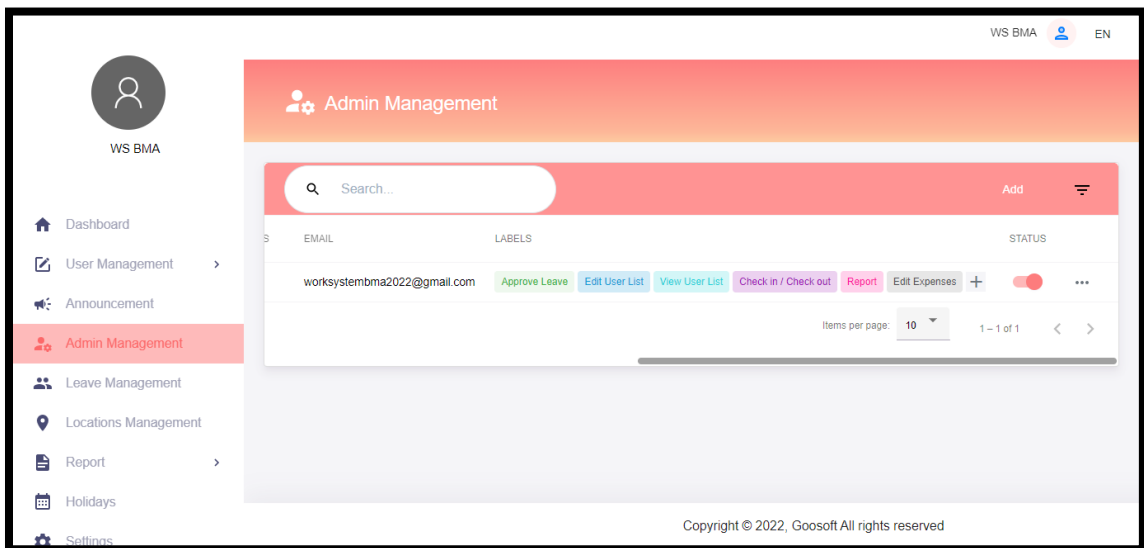 WS BMA EN
WS BMA
Admin Management
Search...
Add
S EMAIL LABELS STATUS
worksystembma2022@gmail.com Approve Leave Edit User List View User List Check in / Check out Report Edit Expenses
Items per page: 10 1 – 1 of 1
Dashboard
User Management
Announcement
Admin Management
Leave Management
Locations Management
Report
Holidays
Settings
Copyright © 2022, Goosoft All rights reserved